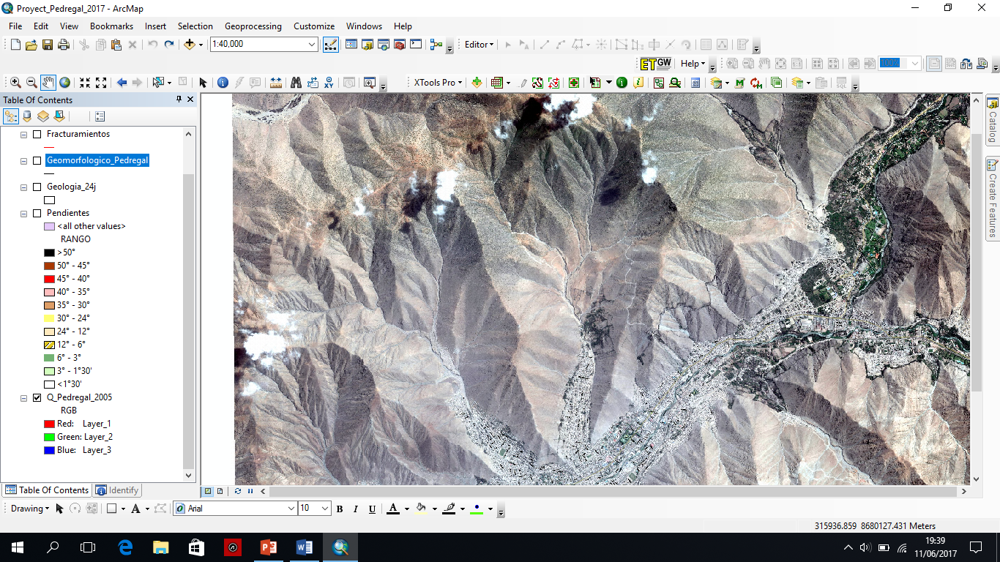 Proyect_Pedregal_2017 - ArcMap
File Edit View Bookmarks Insert Selection Geoprocessing Customize Windows Help
1:40,000 Editor
ET GW Help 100%
XTools Pro SQL
Table Of Contents
Fracturamientos
Geomorfologico_Pedregal
Geologia_24j
Pendientes
<all other values>
RANGO
>50°
50° - 45°
45° - 40°
40° - 35°
35° - 30°
30° - 24°
24° - 12°
12° - 6°
6° - 3°
3° - 1°30'
<1°30'
Q_Pedregal_2005
RGB
Red: Layer_1
Green: Layer_2
Blue: Layer_3
Catalog
Create Features
Table Of Contents Identify
Drawing A Arial 10 B I U A
315936.859 8680127.431 Meters
19:39
11/06/2017